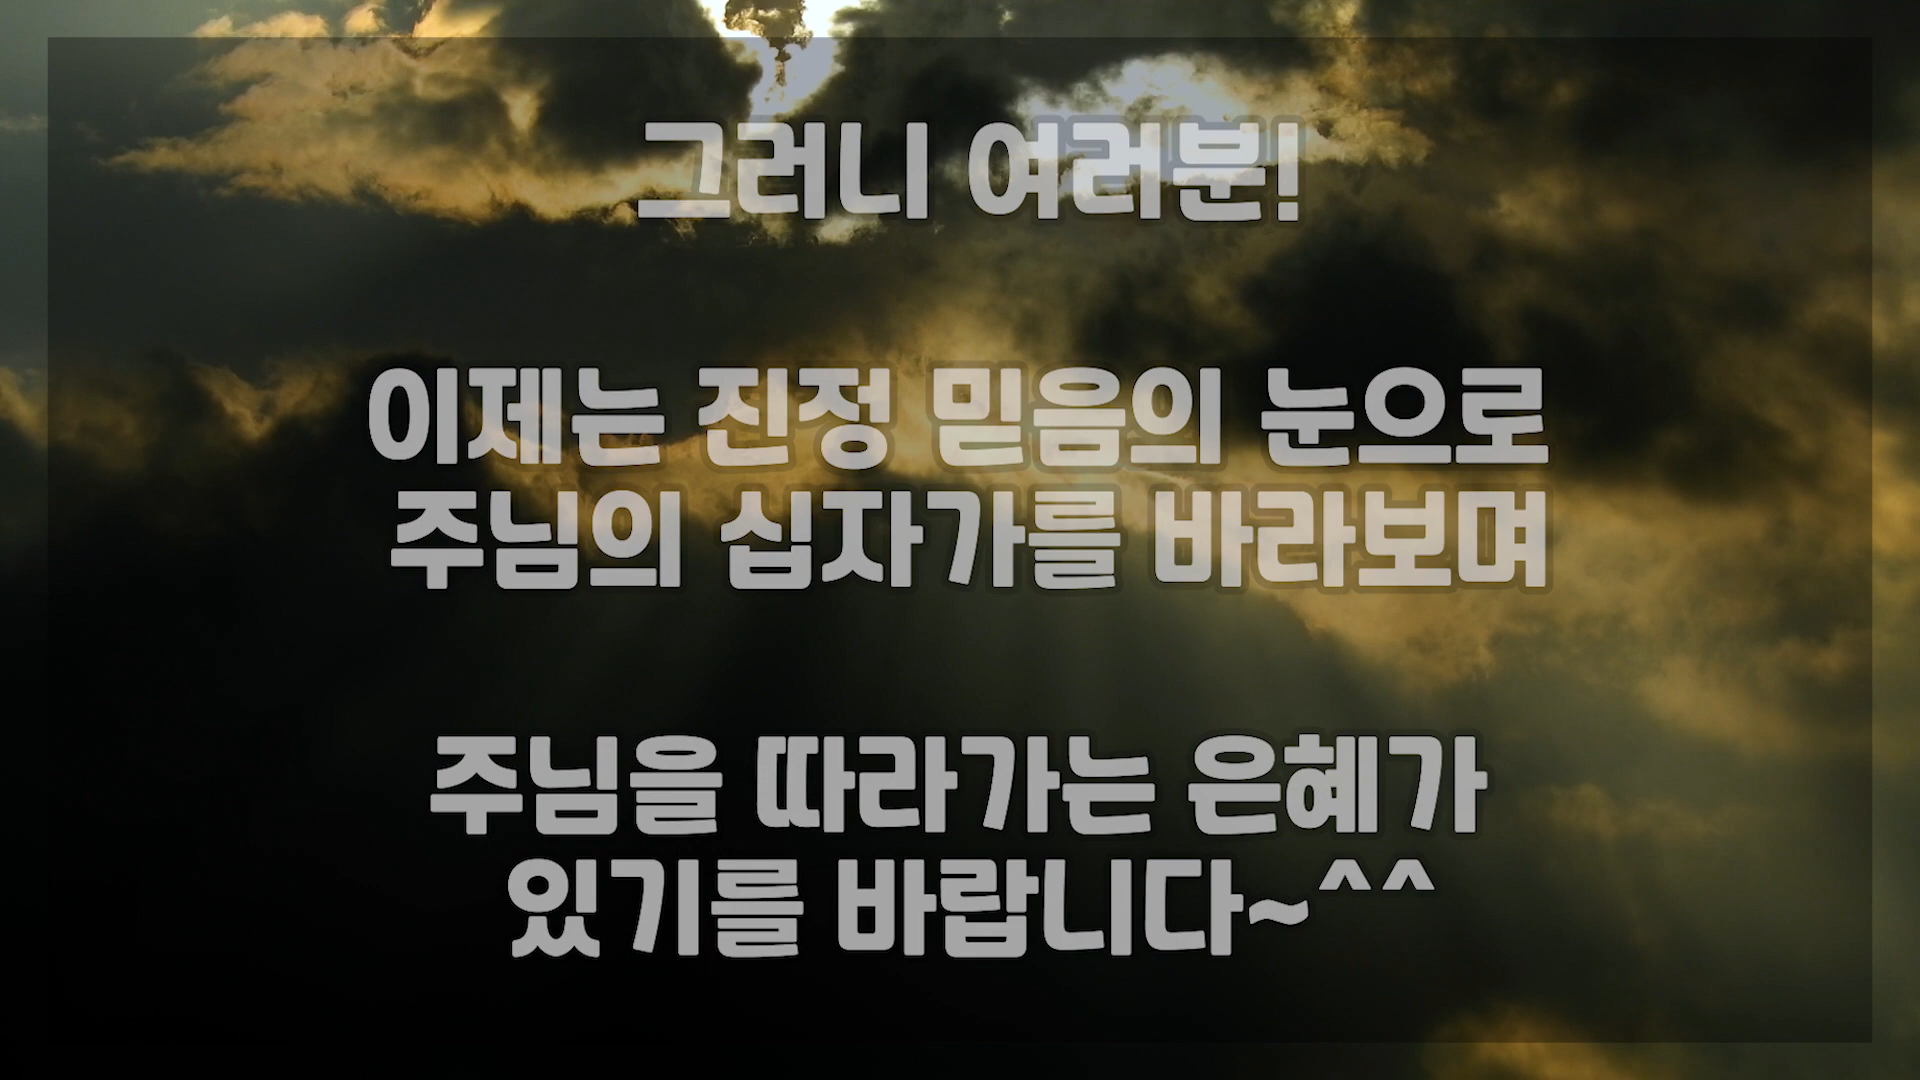 그러니 여러분!
이제는 진정 믿음의 눈으로
주님의 십자가를 바라보며
주님을 따라가는 은혜가
있기를 바랍니다~^^